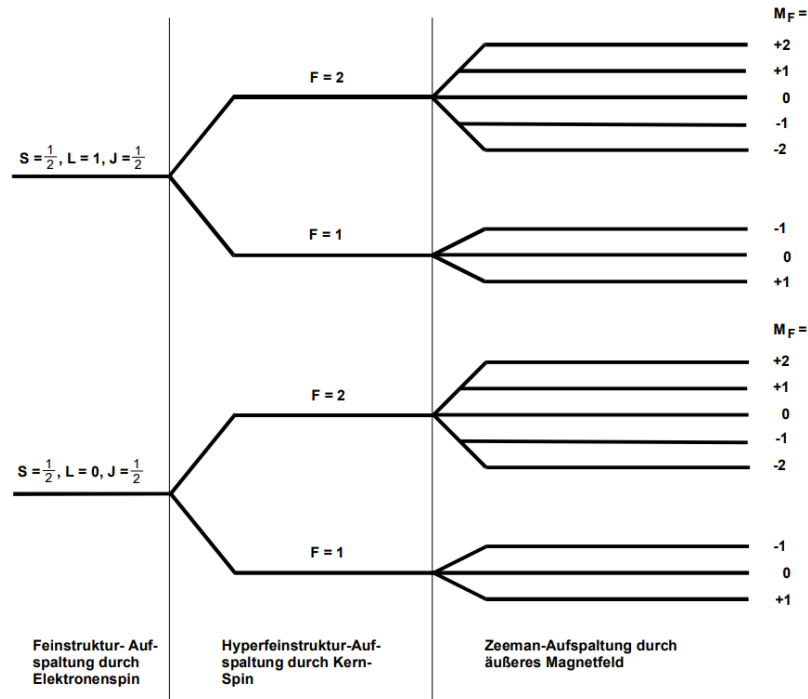 M F =
+2
+1
0
-1
-2
F = 2
S = 1/2 , L = 1, J = 1/2
F = 1
-1
0
+1
M F =
+2
+1
0
-1
-2
F = 2
S = 1/2 , L = 0, J = 1/2
F = 1
-1
0
+1
Feinstruktur- Auf-
spaltung durch
Elektronenspin
Hyperfeinstruktur-Auf-
spaltung durch Kern-
Spin
Zeeman-Aufspaltung durch
äußeres Magnetfeld